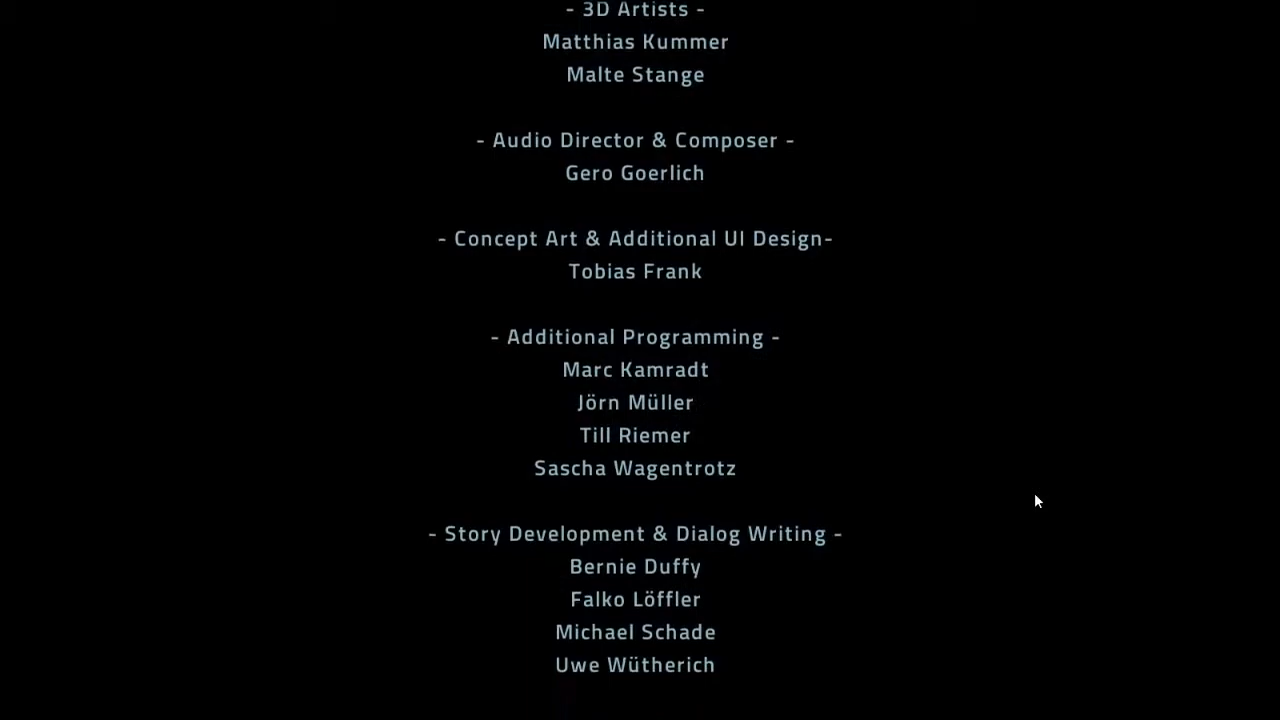 - 3D Artists -
Matthias Kummer
Malte Stange
- Audio Director & Composer -
Gero Goerlich
- Concept Art & Additional UI Design-
Tobias Frank
- Additional Programming -
Marc Kamradt
Jörn Müller
Till Riemer
Sascha Wagentrotz
- Story Development & Dialog Writing -
Bernie Duffy
Falko Löffler
Michael Schade
Uwe Wütherich